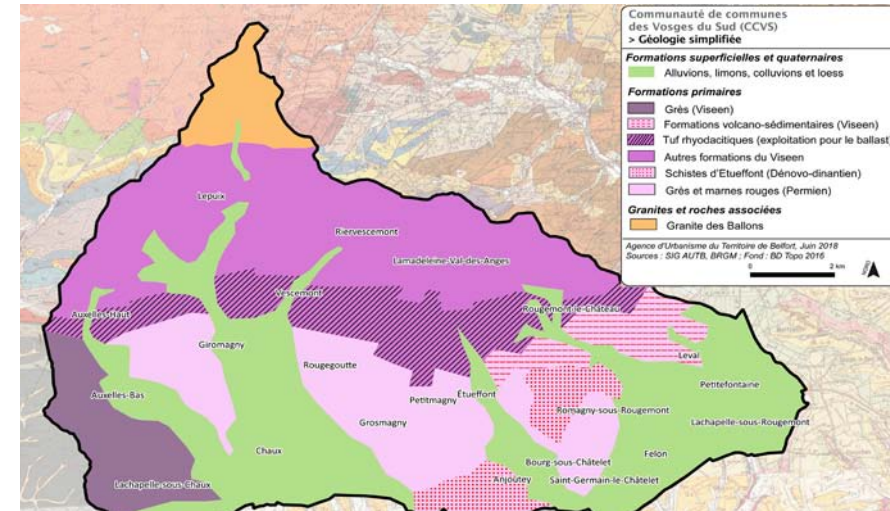 Communauté de communes
des Vosges du Sud (CCVS)
> Géologie simplifiée
Formations superficielles et quaternaires
Alluvions, limons, colluvions et loess
Formations primaires
Grès (Viseen)
Formations volcano-sédimentaires (Viseen)
Tuf rhyodacitiques (exploitation pour le ballast)
Autres formations du Viseen
Schistes d'Etueffont (Dénovo-dinantien)
Grès et marnes rouges (Permien)
Granites et roches associées
Granite des Ballons
Agence d'Urbanisme du Territoire de Belfort, Juin 2018
Sources : SIG AUTB, BRGM ; Fond : BD Topo 2016
0 2 km
NORD
Lepuix
Riervescemont
Lamadeleine-Val-des-Anges
Vescemont
Auxelles-Haut
Rougemont-le-Château
Giromagny
Leval
Rougegoutte
Petitefontaine
Auxelles-Bas
Étueffont
Petitmagny
Romagny-sous-Rougemont
Lachapelle-sous-Rougemont
Grosmagny
Chaux
Felon
Bourg-sous-Châtelet
Anjoutey
Saint-Germain-le-Châtelet
Lachapelle-sous-Chaux